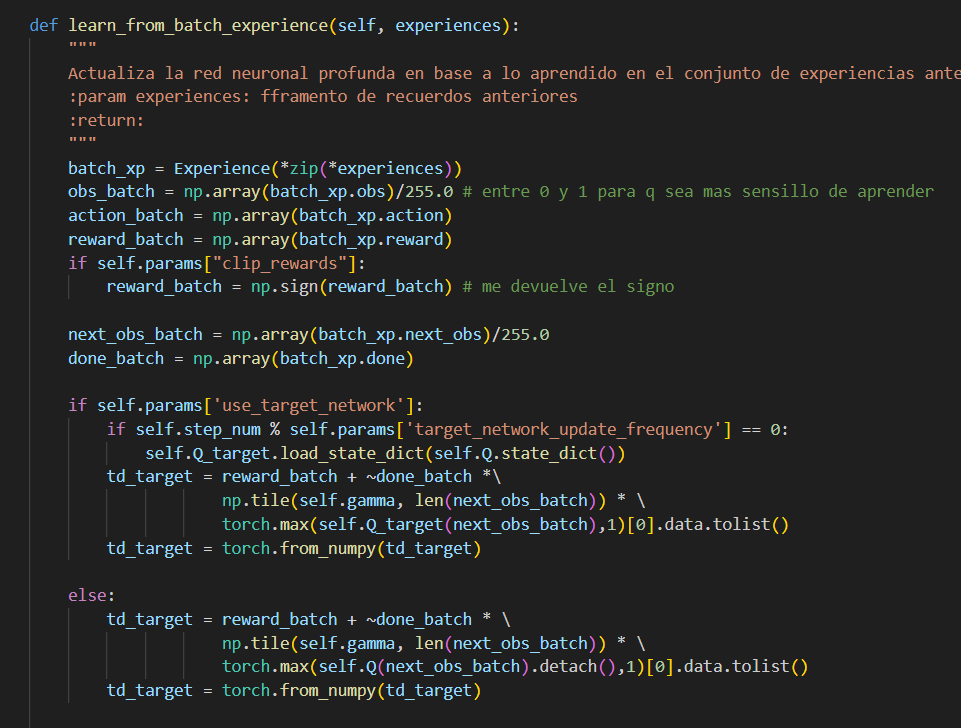 def learn_from_batch_experience(self, experiences):
"""
Actualiza la red neuronal profunda en base a lo aprendido en el conjunto de experiencias ante
:param experiences: fframento de recuerdos anteriores
:return:
"""
batch_xp = Experience(*zip(*experiences))
obs_batch = np.array(batch_xp.obs)/255.0 # entre 0 y 1 para q sea mas sensillo de aprender
action_batch = np.array(batch_xp.action)
reward_batch = np.array(batch_xp.reward)
if self.params["clip_rewards"]:
reward_batch = np.sign(reward_batch) # me devuelve el signo
next_obs_batch = np.array(batch_xp.next_obs)/255.0
done_batch = np.array(batch_xp.done)
if self.params['use_target_network']:
if self.step_num % self.params['target_network_update_frequency'] == 0:
self.Q_target.load_state_dict(self.Q.state_dict())
td_target = reward_batch + ~done_batch *\
np.tile(self.gamma, len(next_obs_batch)) * \
torch.max(self.Q_target(next_obs_batch),1)[0].data.tolist()
td_target = torch.from_numpy(td_target)
else:
td_target = reward_batch + ~done_batch * \
np.tile(self.gamma, len(next_obs_batch)) * \
torch.max(self.Q(next_obs_batch).detach(),1)[0].data.tolist()
td_target = torch.from_numpy(td_target)